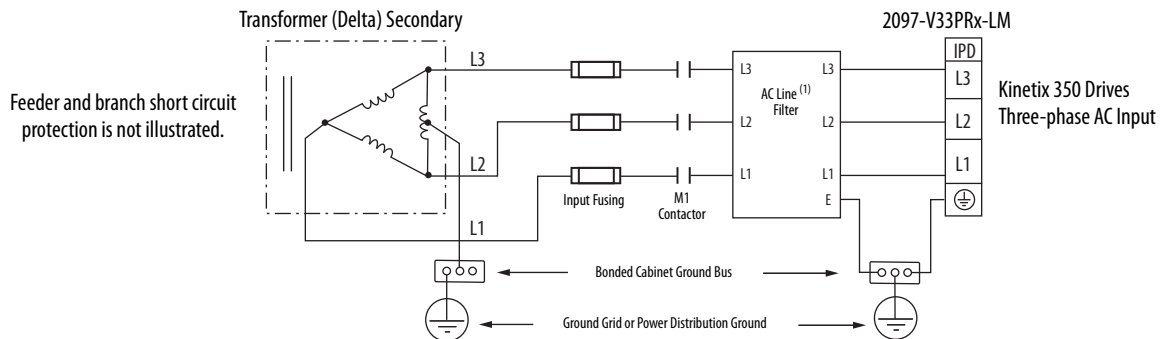 Transformer (Delta) Secondary
2097-V33PRx-LM
Feeder and branch short circuit
protection is not illustrated.
L3
L2
L1
Input Fusing
M1
Contactor
L3
L2
L1
AC Line (1)
Filter
L3
L2
L1
E
IPD
L3
L2
L1
Kinetix 350 Drives
Three-phase AC Input
Bonded Cabinet Ground Bus
Ground Grid or Power Distribution Ground